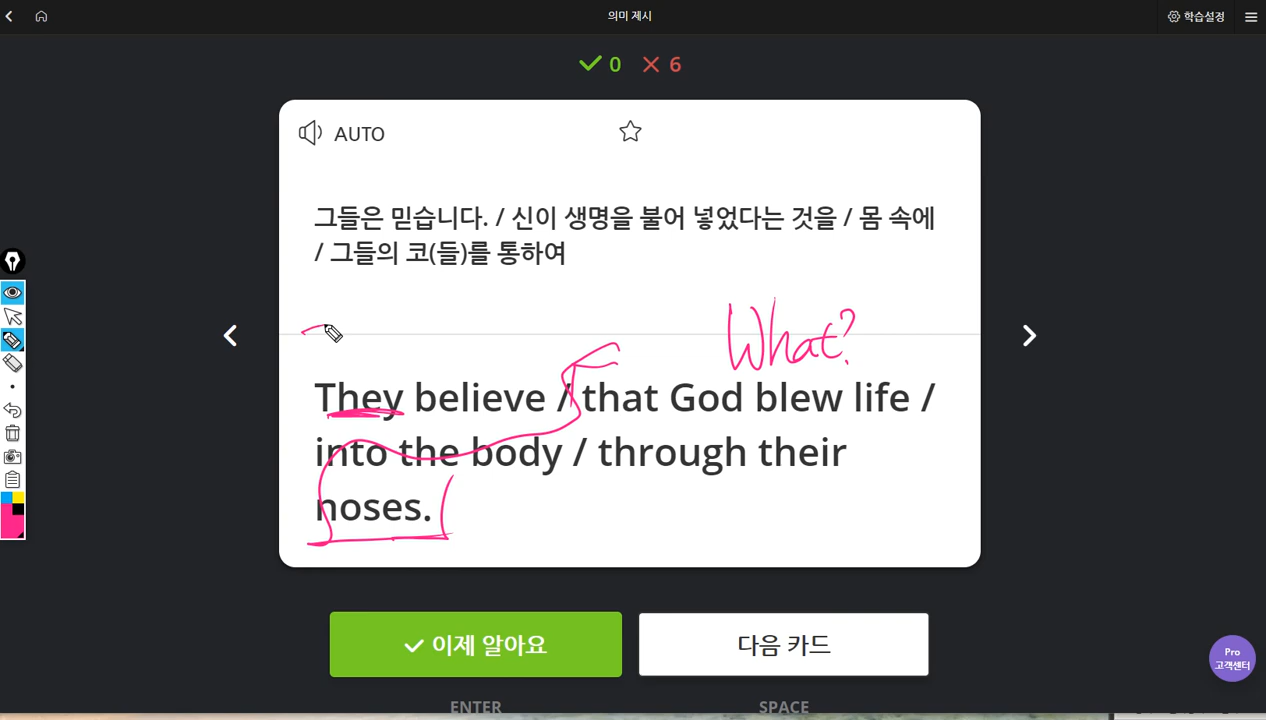 의미 제시
학습설정
0
6
AUTO
그들은 믿습니다. / 신이 생명을 불어 넣었다는 것을 / 몸 속에
/ 그들의 코(들)를 통하여
What?
They believe / that God blew life /
into the body / through their
noses.
이제 알아요
다음 카드
Pro
고객센터
ENTER
SPACE